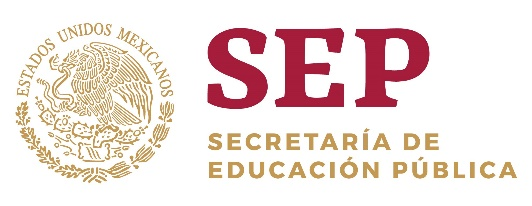 ESTADOS UNIDOS MEXICANOS
SEP
SECRETARÍA DE
EDUCACIÓN PÚBLICA